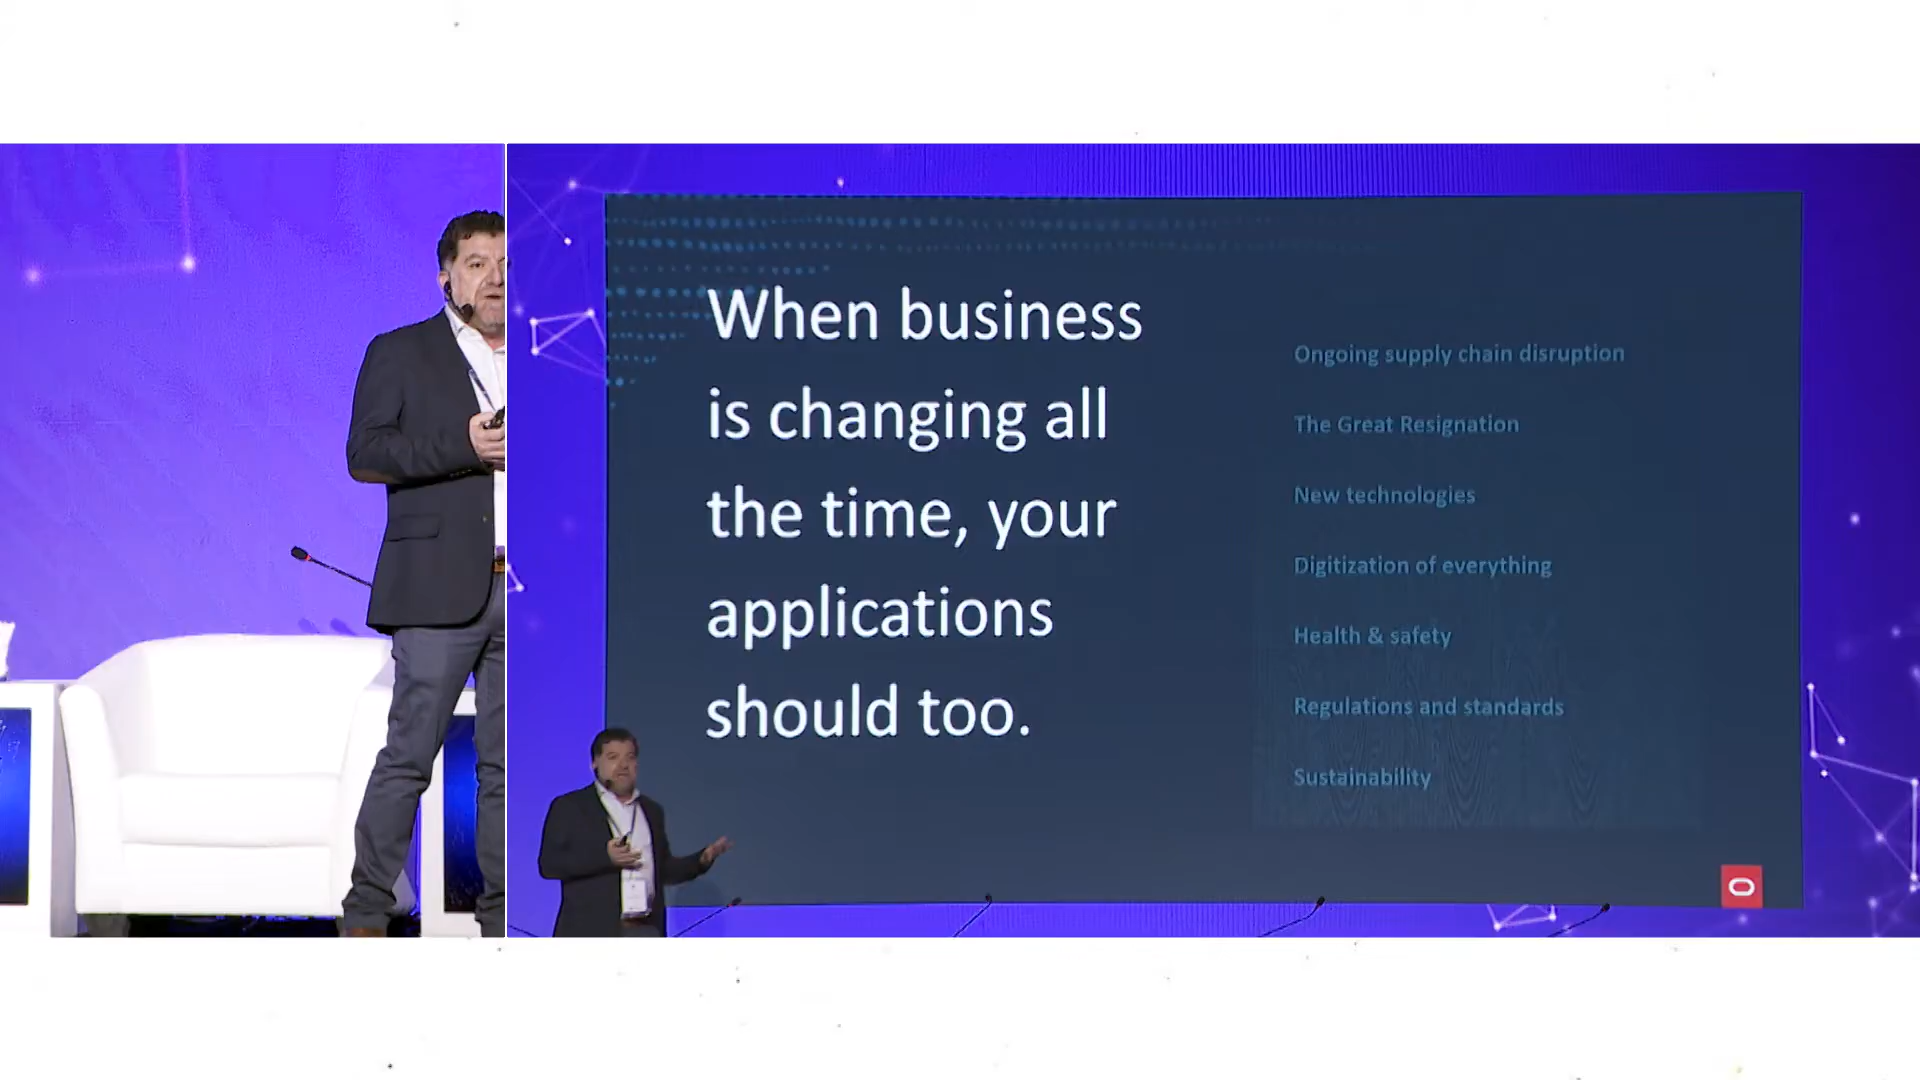 When business
is changing all
the time, your
applications
should too.
Ongoing supply chain disruption
The Great Resignation
New technologies
Digitization of everything
Health & safety
Regulations and standards
Sustainability